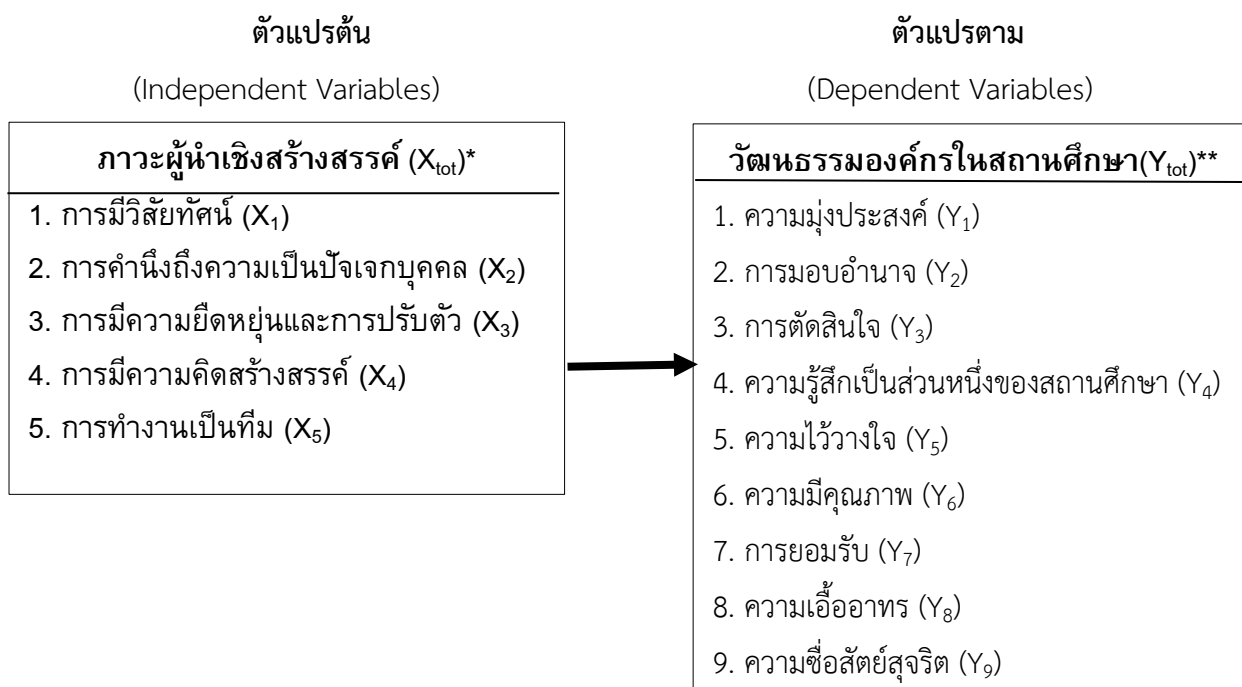 ตัวแปรต้น
(Independent Variables)
ภาวะผู้นำเชิงสร้างสรรค์ (Xtot)*
1. การมีวิสัยทัศน์ (X1)
2. การคำนึงถึงความเป็นปัจเจกบุคคล (X2)
3. การมีความยืดหยุ่นและการปรับตัว (X3)
4. การมีความคิดสร้างสรรค์ (X4)
5. การทำงานเป็นทีม (X5)
ตัวแปรตาม
(Dependent Variables)
วัฒนธรรมองค์กรในสถานศึกษา(Ytot)**
1. ความมุ่งประสงค์ (Y1)
2. การมอบอำนาจ (Y2)
3. การตัดสินใจ (Y3)
4. ความรู้สึกเป็นส่วนหนึ่งของสถานศึกษา (Y4)
5. ความไว้วางใจ (Y5)
6. ความมีคุณภาพ (Y6)
7. การยอมรับ (Y7)
8. ความเอื้ออาทร (Y8)
9. ความซื่อสัตย์สุจริต (Y9)